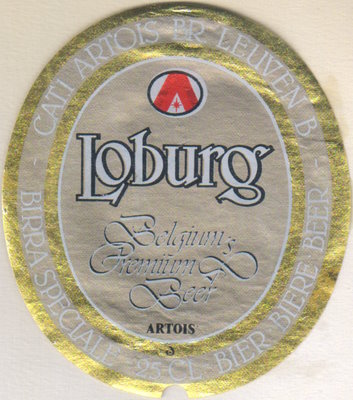 CAT I ARTOIS BR LEUVEN B
Loburg
Belgium's
Premium
Beer
ARTOIS
S
- BIRRA SPECIALE - 25 CL. BIER BIERE BEER -